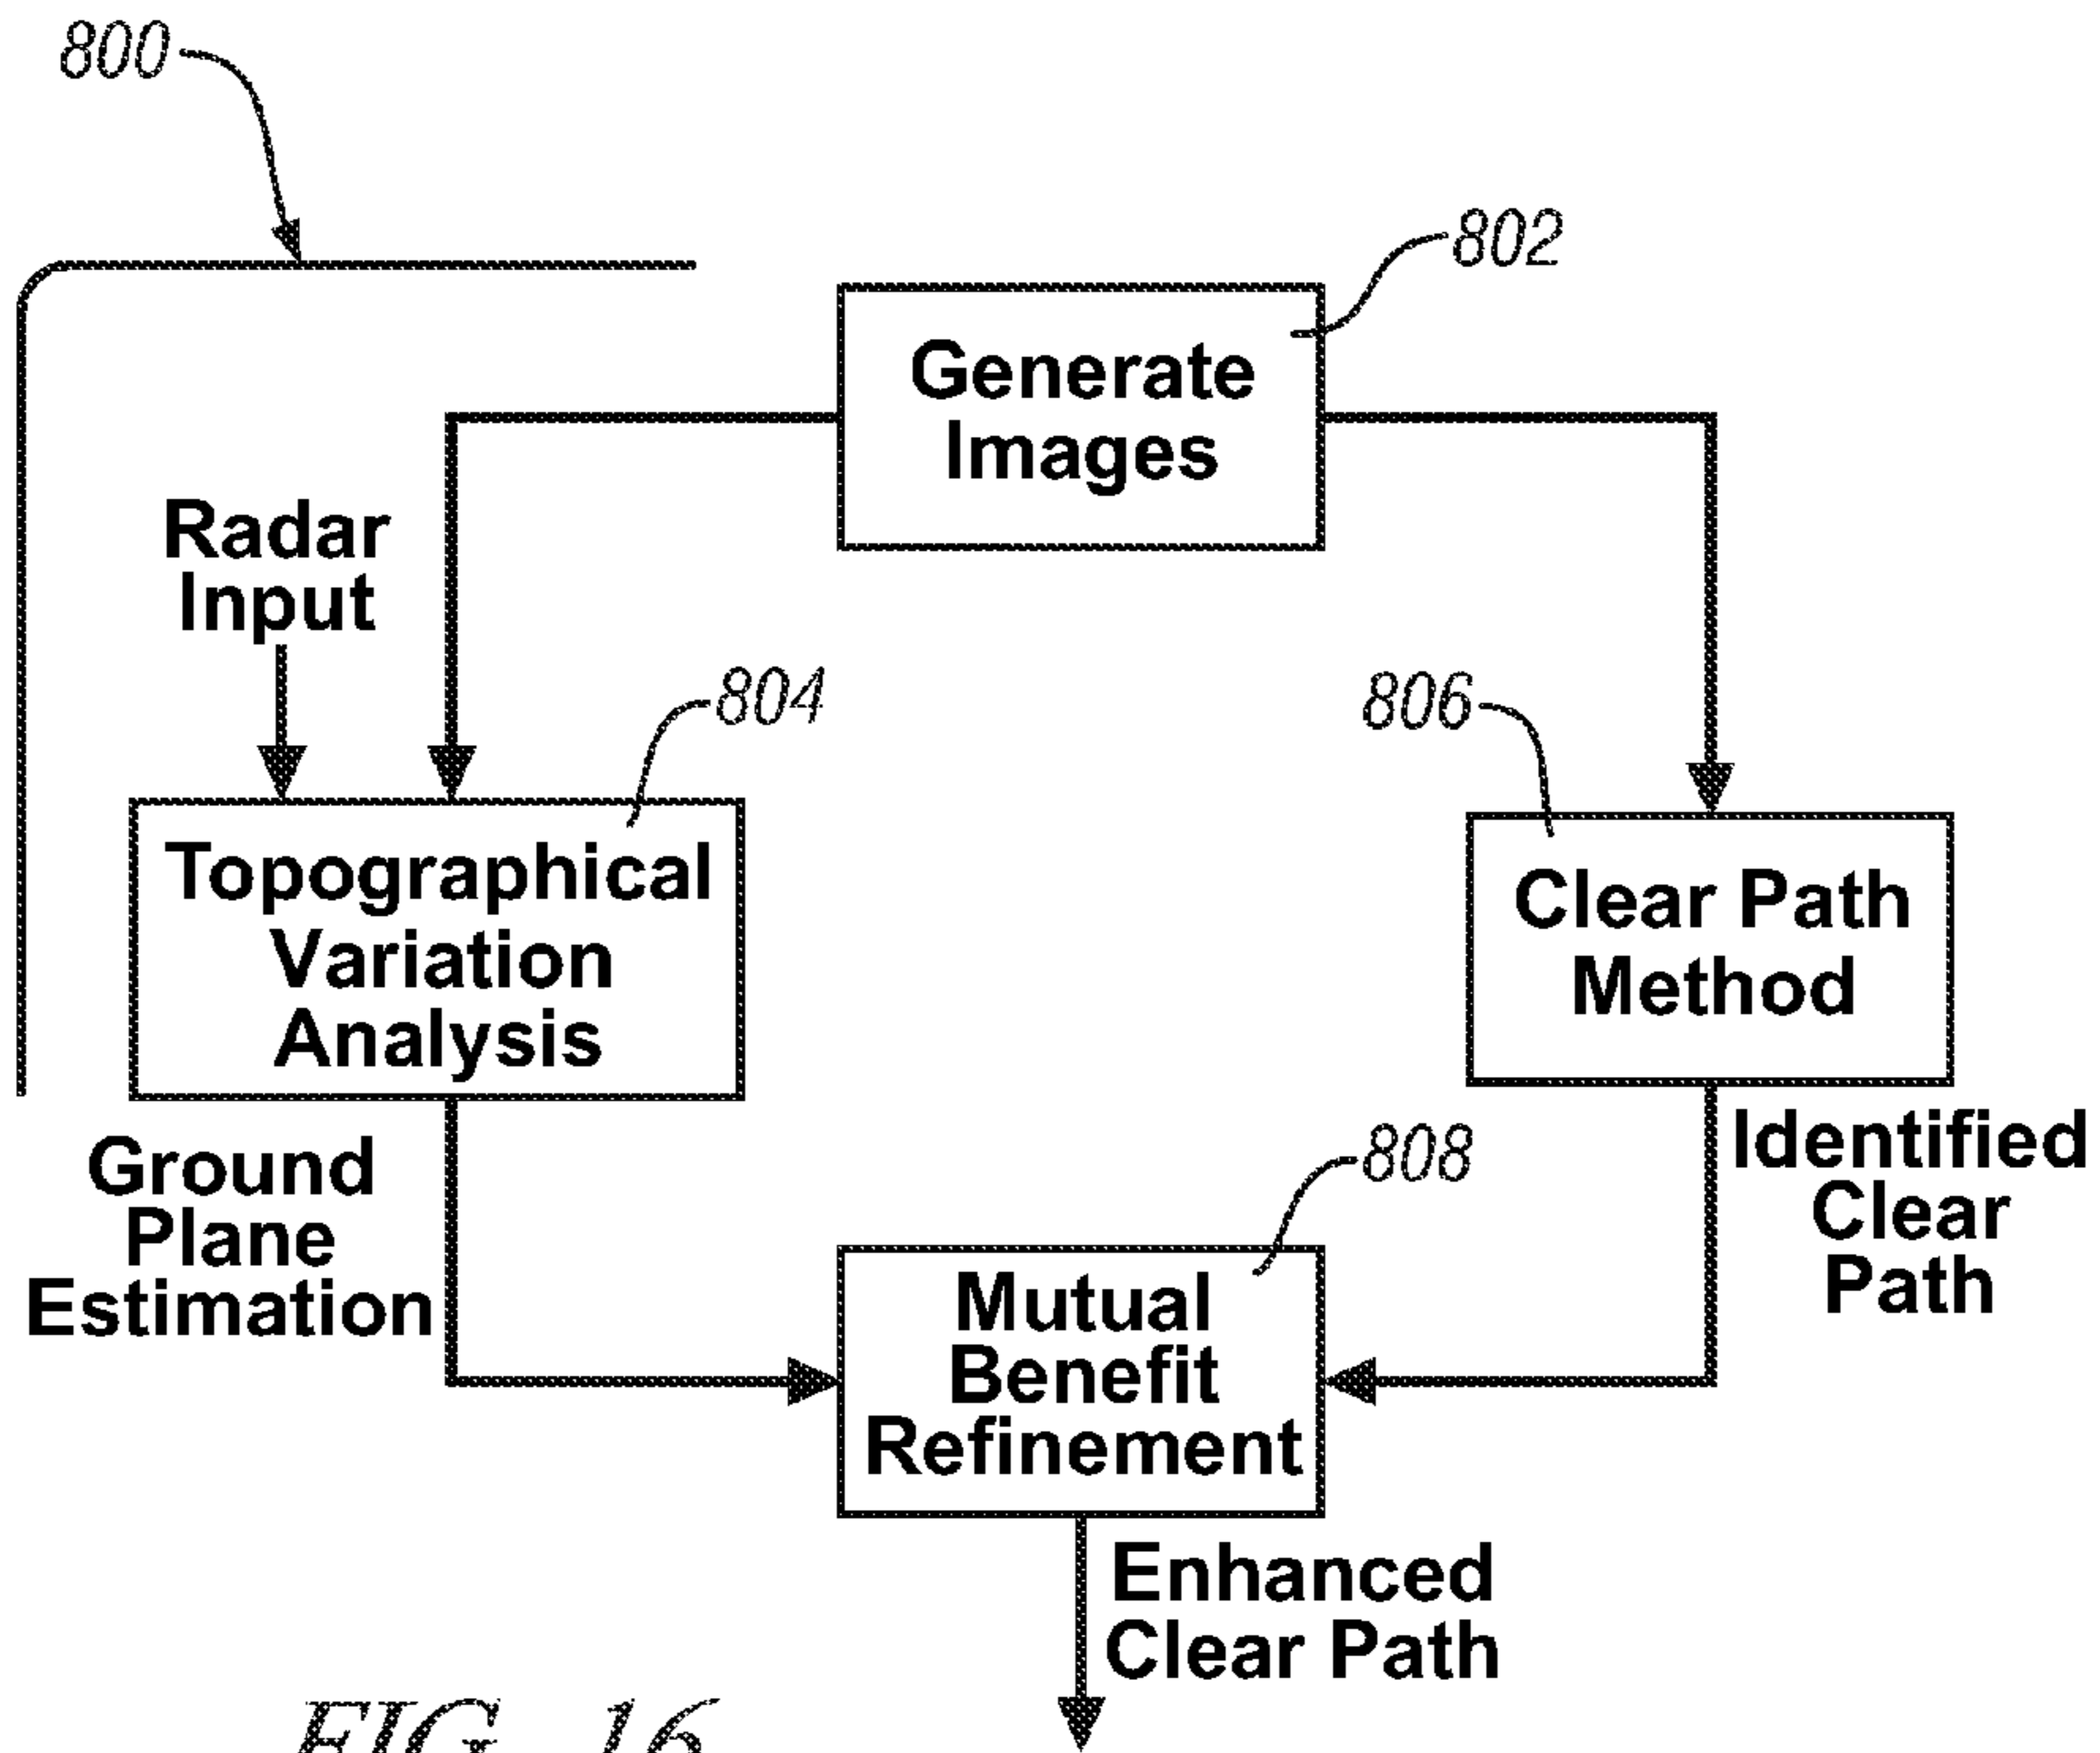 800
802
Generate
Images
Radar
Input
804
806
Topographical
Variation
Analysis
Clear Path
Method
Ground
Plane
Estimation
808
Identified
Clear
Path
Mutual
Benefit
Refinement
Enhanced
Clear Path
FIG. 16